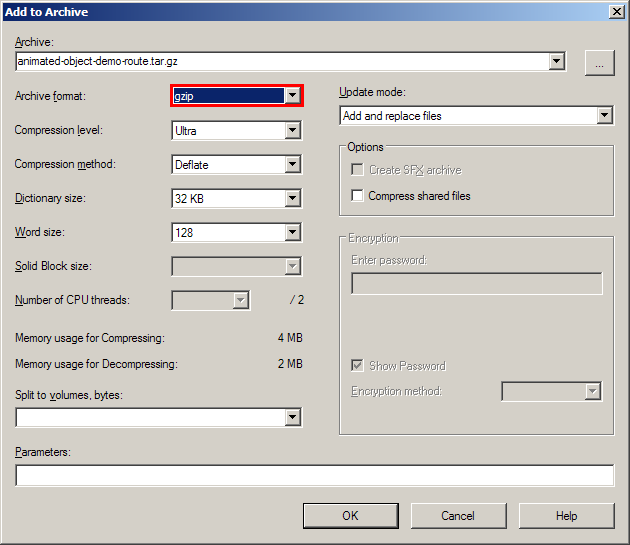 Add to Archive
Archive:
animated-object-demo-route.tar.gz
...
Archive format:
gzip
Update mode:
Add and replace files
Compression level:
Ultra
Options
Create SFX archive
Compress shared files
Compression method:
Deflate
Dictionary size:
32 KB
Word size:
128
Encryption
Enter password:
Solid Block size:
Number of CPU threads:
/ 2
Memory usage for Compressing:
4 MB
Memory usage for Decompressing:
2 MB
Show Password
Encryption method:
Split to volumes, bytes:
Parameters:
OK
Cancel
Help